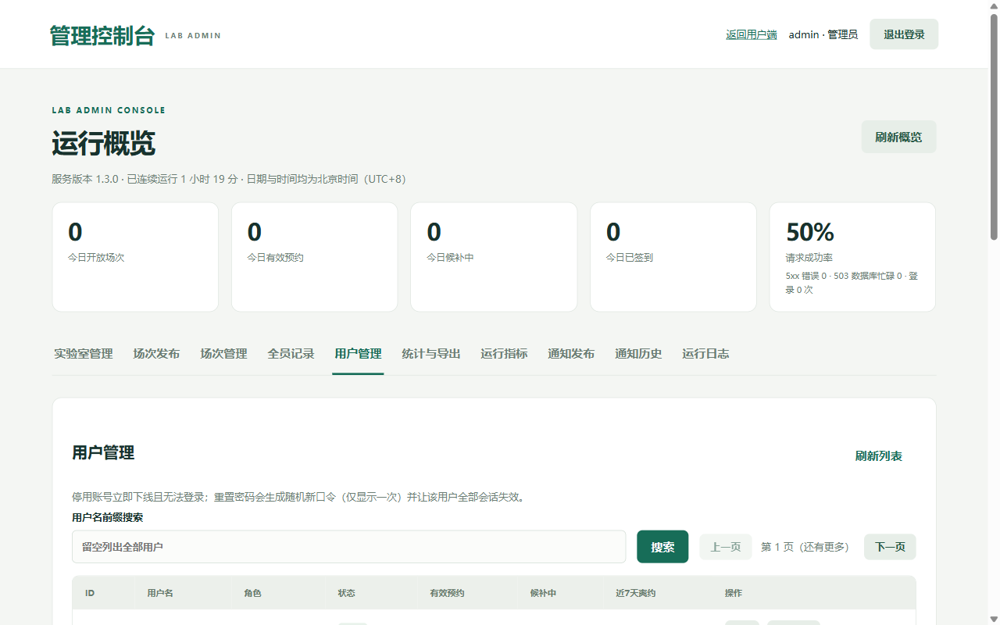 管理控制台 LAB ADMIN 返回用户端 admin · 管理员 退出登录
LAB ADMIN CONSOLE
运行概览 刷新概览
服务版本 1.3.0 · 已连续运行 1 小时 19 分 · 日期与时间均为北京时间（UTC+8）
0 0 0 0 50%
今日开放场次 今日有效预约 今日候补中 今日已签到 请求成功率
5xx 错误 0 · 503 数据库忙碌 0 · 登
录 0 次
实验室管理 场次发布 场次管理 全员记录 用户管理 统计与导出 运行指标 通知发布 通知历史 运行日志
用户管理 刷新列表
停用账号立即下线且无法登录；重置密码会生成随机新口令（仅显示一次）并让该用户全部会话失效。
用户名前缀搜索
留空列出全部用户 搜索 上一页 第 1 页（还有更多） 下一页
ID 用户名 角色 状态 有效预约 候补中 近7天爽约 操作